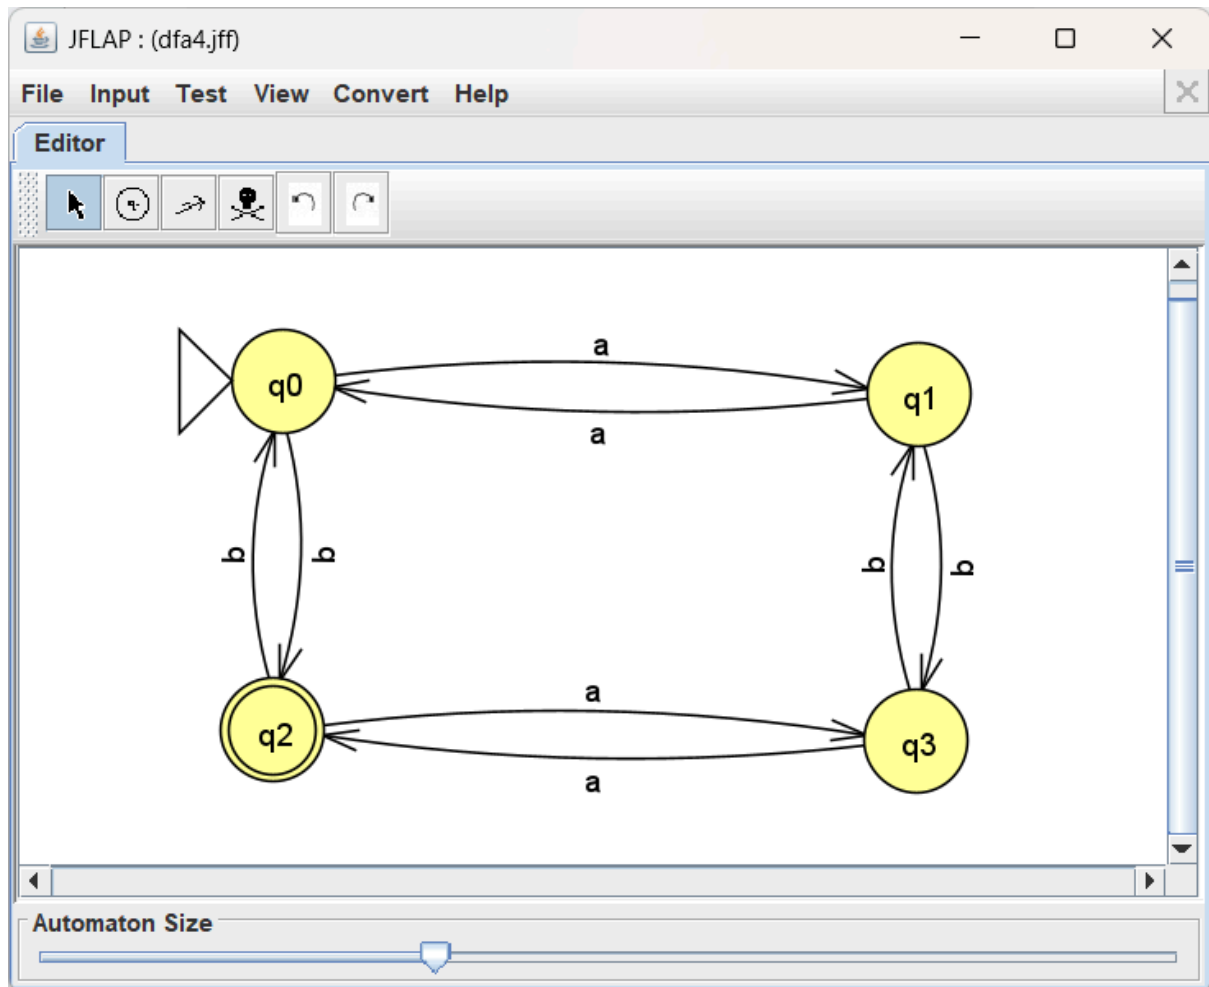 JFLAP : (dfa4.jff)
File Input Test View Convert Help
Editor
a
q0
q1
a
b
b
b
b
a
q2
q3
a
Automaton Size